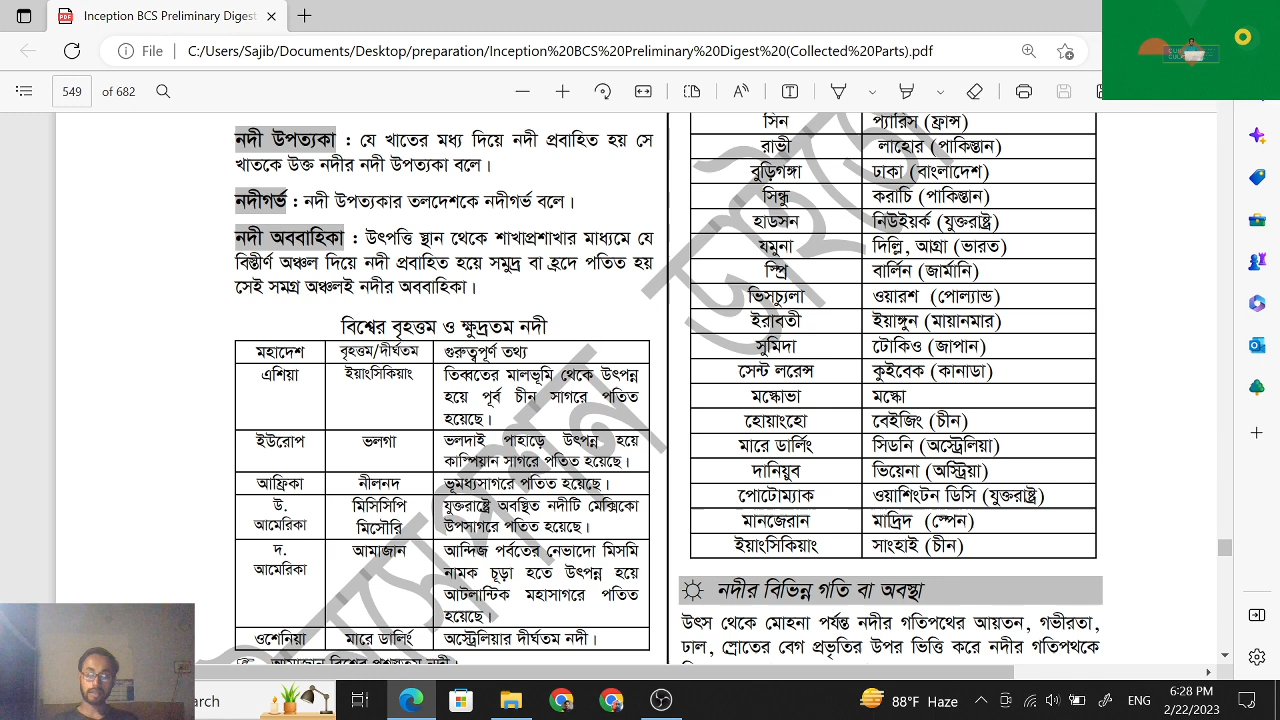 Inception BCS Preliminary Digest
File
C:/Users/Sajib/Documents/Desktop/preparation/Inception%20BCS%20Preliminary%20Digest%20(Collected%20Parts).pdf
549 of 682
নদী উপত্যকা : যে খাতের মধ্য দিয়ে নদী প্রবাহিত হয় সে
খাতকে উক্ত নদীর নদী উপত্যকা বলে।
নদীগর্ভ : নদী উপত্যকার তলদেশকে নদীগর্ভ বলে।
নদী অববাহিকা : উৎপত্তি স্থান থেকে শাখাপ্রশাখার মাধ্যমে যে
বিস্তীর্ণ অঞ্চল দিয়ে নদী প্রবাহিত হয়ে সমুদ্র বা হ্রদে পতিত হয়
সেই সমগ্র অঞ্চলই নদীর অববাহিকা।
বিশ্বের বৃহত্তম ও ক্ষুদ্রতম নদী
মহাদেশ বৃহত্তম/দীর্ঘতম গুরুত্বপূর্ণ তথ্য
এশিয়া ইয়াংসিকিয়াং তিব্বতের মালভূমি থেকে উৎপন্ন
হয়ে পূর্ব চীন সাগরে পতিত
হয়েছে।
ইউরোপ ভলগা ভলদাই পাহাড়ে উৎপন্ন হয়ে
কাস্পিয়ান সাগরে পতিত হয়েছে।
আফ্রিকা নীলনদ ভূমধ্যসাগরে পতিত হয়েছে।
উ. মিসিসিপি যুক্তরাষ্ট্রে অবস্থিত নদীটি মেক্সিকো
আমেরিকা মিসৌরি উপসাগরে পতিত হয়েছে।
দ. আমাজান আন্দিজ পর্বতের নেভাদো মিসমি
আমেরিকা নামক চূড়া হতে উৎপন্ন হয়ে
আটলান্টিক মহাসাগরে পতিত
হয়েছে।
ওশেনিয়া মারে ডার্লিং অস্ট্রেলিয়ার দীর্ঘতম নদী।
সিন প্যারিস (ফ্রান্স)
রাভী লাহোর (পাকিস্তান)
বুড়িগঙ্গা ঢাকা (বাংলাদেশ)
সিন্ধু করাচি (পাকিস্তান)
হাডসন নিউইয়র্ক (যুক্তরাষ্ট্র)
যমুনা দিল্লি, আগ্রা (ভারত)
স্প্রি বার্লিন (জার্মানি)
ভিসচ্যুলা ওয়ারশ (পোল্যান্ড)
ইরাবতী ইয়াঙ্গুন (মায়ানমার)
সুমিদা টোকিও (জাপান)
সেন্ট লরেন্স কুইবেক (কানাডা)
মস্কোভা মস্কো
হোয়াংহো বেইজিং (চীন)
মারে ডার্লিং সিডনি (অস্ট্রেলিয়া)
দানিয়ুব ভিয়েনা (অস্ট্রিয়া)
পোটোম্যাক ওয়াশিংটন ডিসি (যুক্তরাষ্ট্র)
মানজেরান মাদ্রিদ (স্পেন)
ইয়াংসিকিয়াং সাংহাই (চীন)
নদীর বিভিন্ন গতি বা অবস্থা
উৎস থেকে মোহনা পর্যন্ত নদীর গতিপথের আয়তন, গভীরতা,
ঢাল, স্রোতের বেগ প্রভৃতির উপর ভিত্তি করে নদীর গতিপথকে
arch
88°F Haze
ENG
6:28 PM
2/22/2023